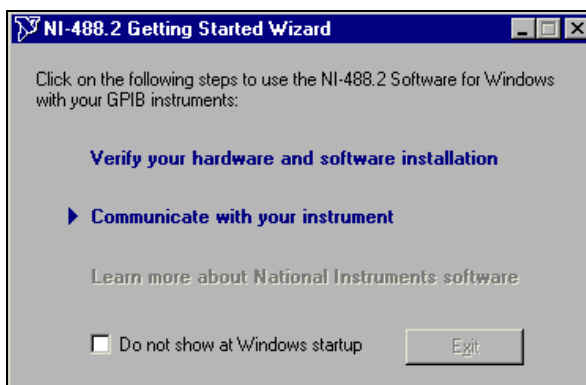 NI-488.2 Getting Started Wizard
Click on the following steps to use the NI-488.2 Software for Windows
with your GPIB instruments:
Verify your hardware and software installation
Communicate with your instrument
Learn more about National Instruments software
Do not show at Windows startup
Exit